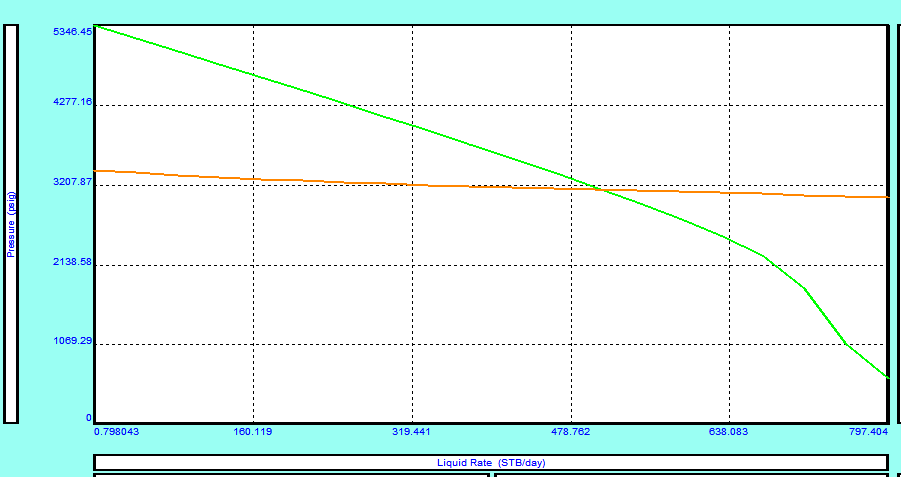 5346.45
4277.16
3207.87
2138.58
1069.29
0
Pressure (psig)
0.798043 160.119 319.441 478.762 638.083 797.404
Liquid Rate (STB/day)